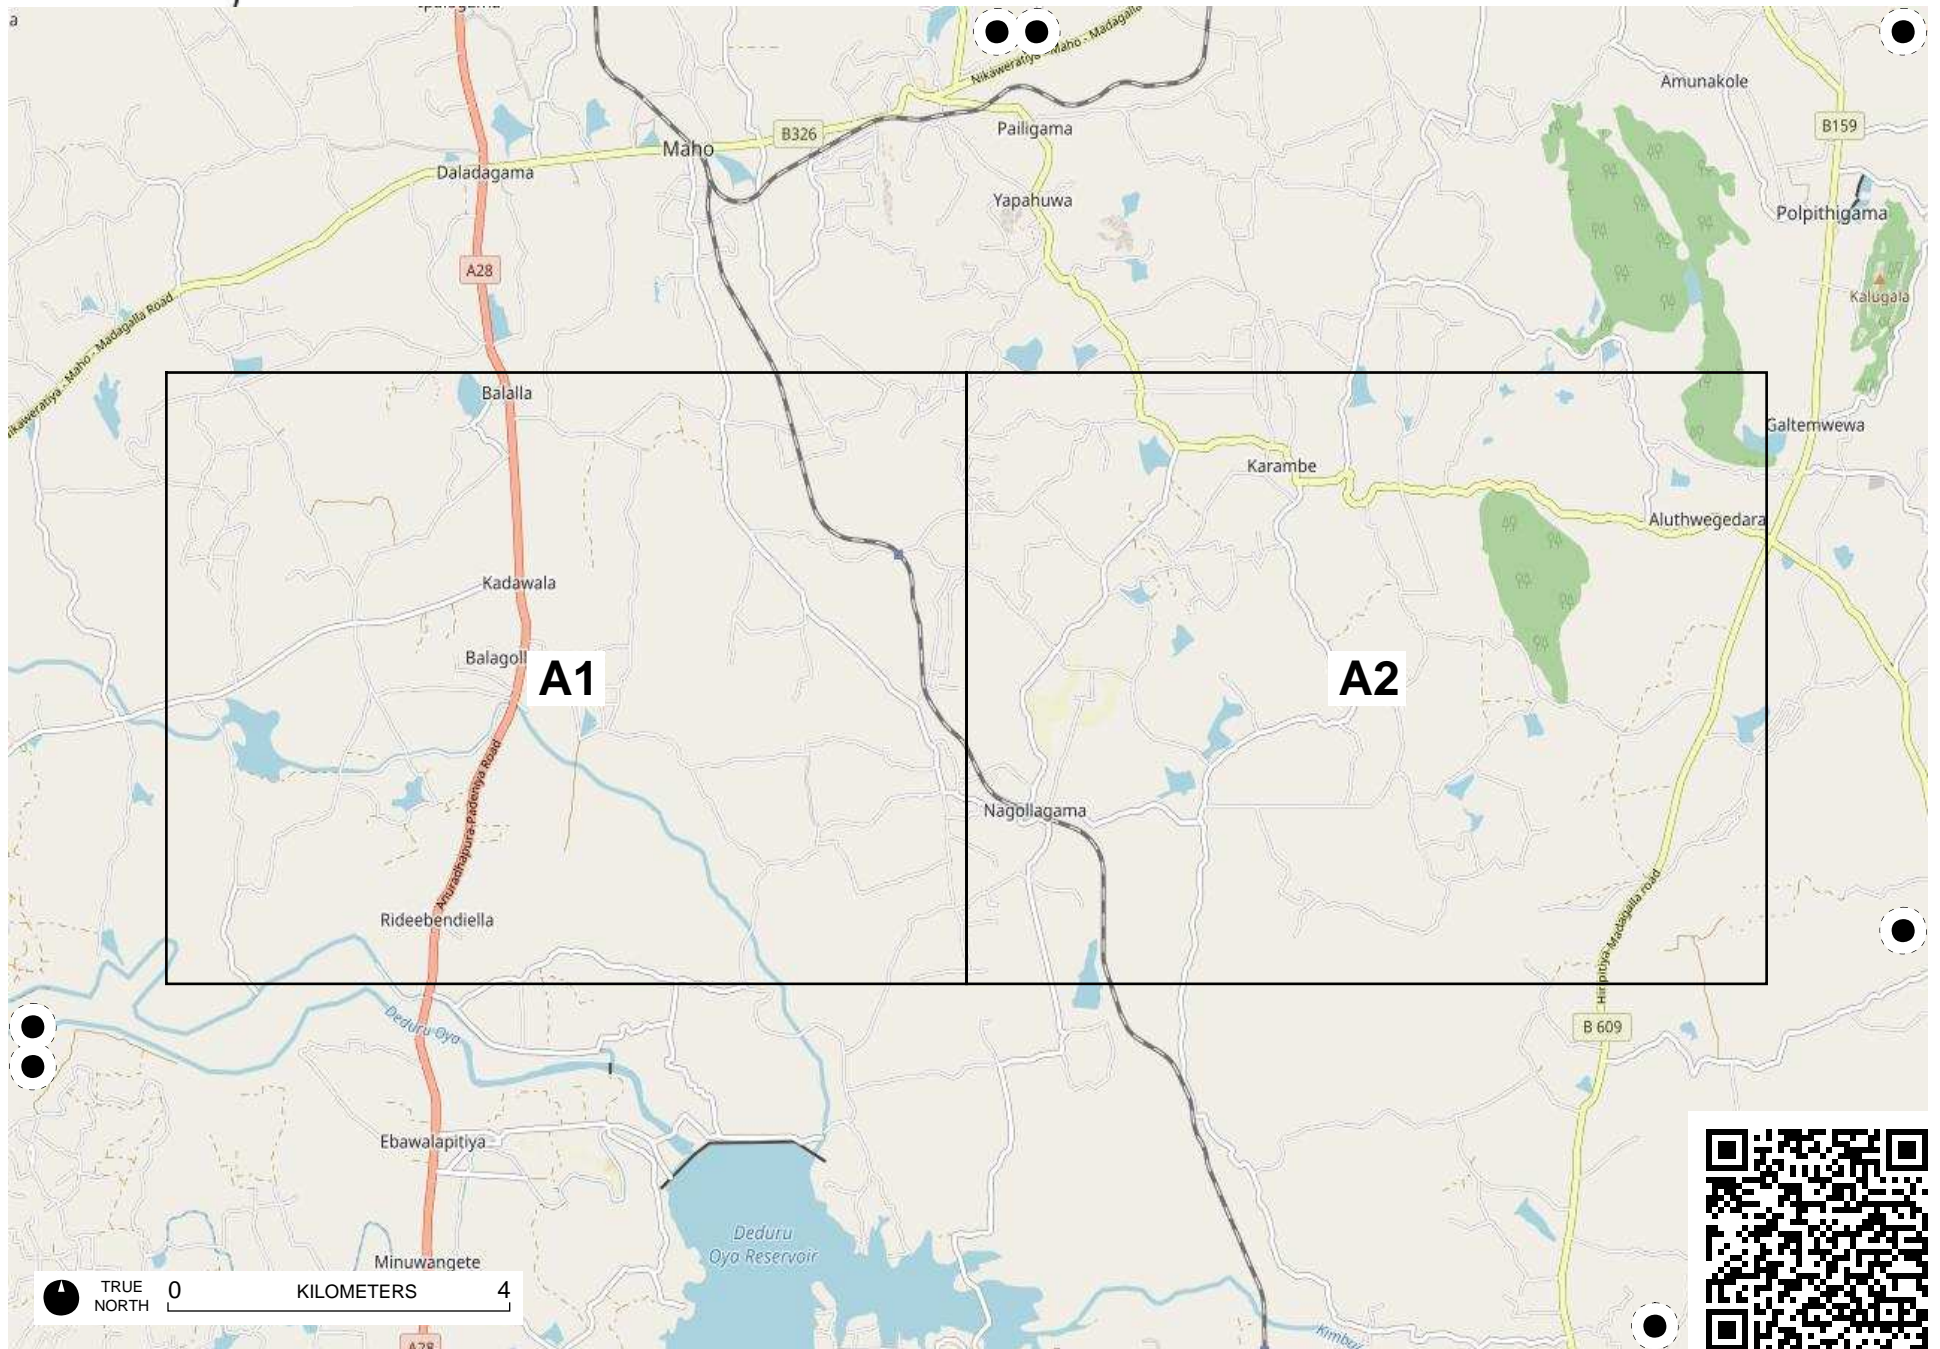 Nikaweratiya - Maho - Madagalla
Amunakole
B159
Pailigama
B326
Maho
Daladagama
Yapahuwa
Polpithigama
A28
Kalugala
Nikaweratiya - Maho - Madagalla Road
Balalla
Galtemwewa
Karambe
Aluthwegedara
Kadawala
Balagoll
A1
A2
Anuradhapura-Padeniya Road
Nagollagama
Rideebendiella
Hiripitiya-Madagalla road
Deduru Oya
B 609
Ebawalapitiya
Deduru
Oya Reservoir
Minuwangete
TRUE
NORTH
0 KILOMETERS 4
A28